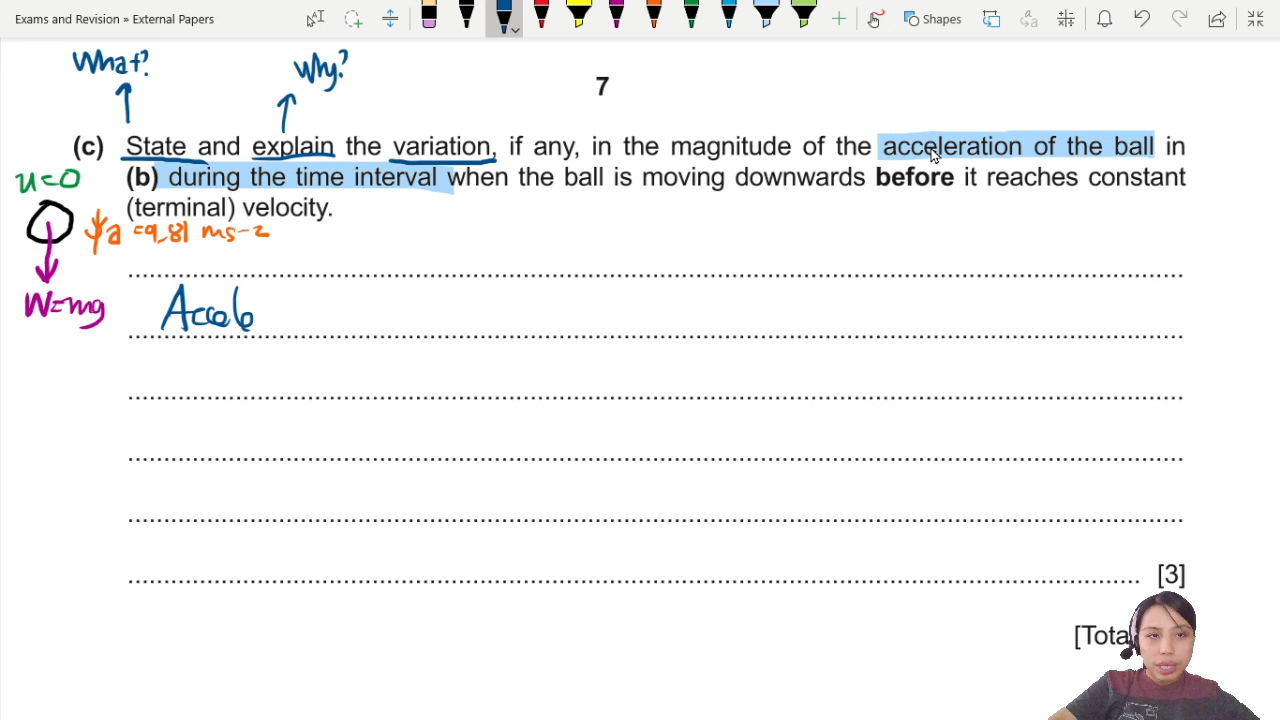 Exams and Revision » External Papers
Shapes
What?
Why?
7
(c) State and explain the variation, if any, in the magnitude of the acceleration of the ball in
(b) during the time interval when the ball is moving downwards before it reaches constant
(terminal) velocity.
u=0
a =9,81 ms-2
W=mg
Accele
[3]
[Tota